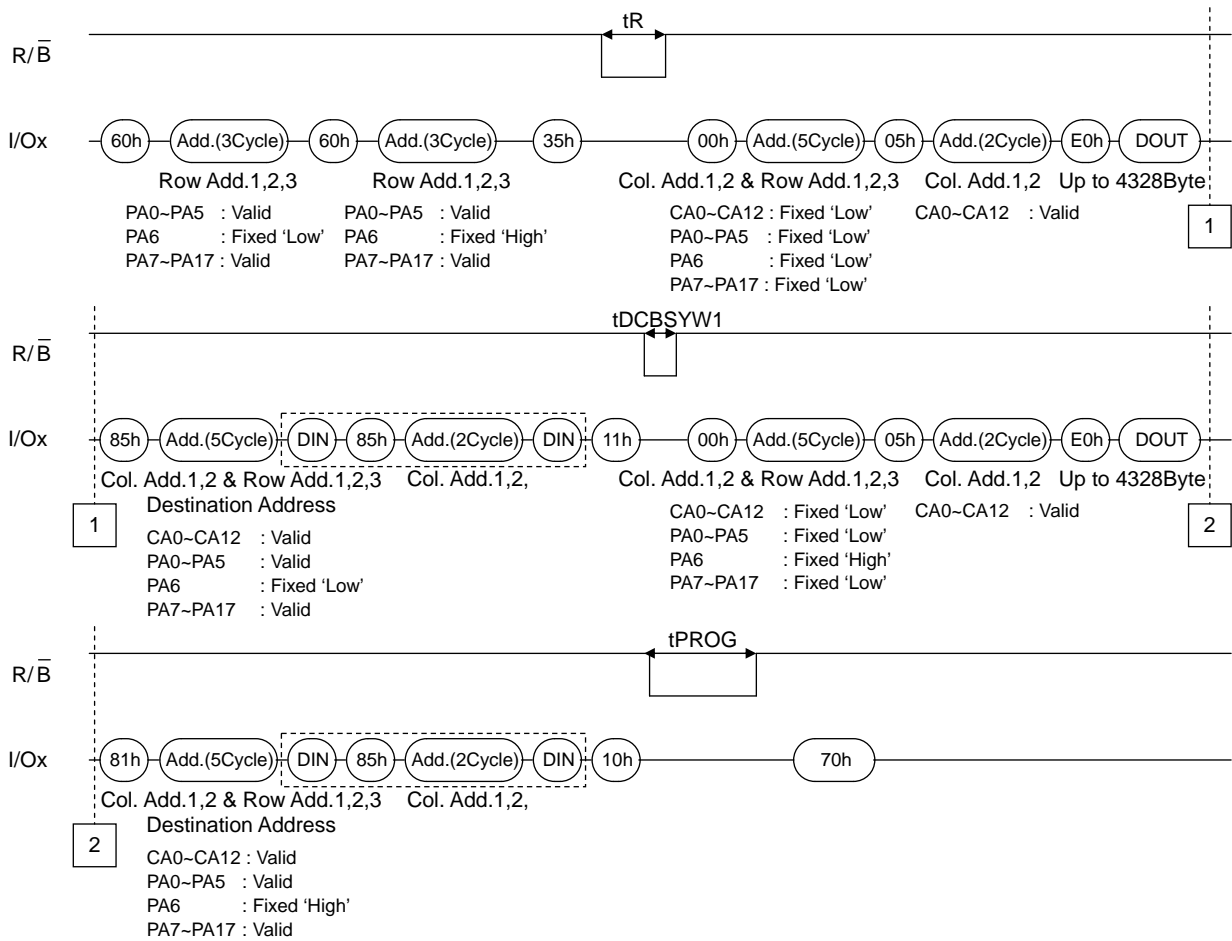 tR
R/B̅
I/Ox 60h Add.(3Cycle) 60h Add.(3Cycle) 35h 00h Add.(5Cycle) 05h Add.(2Cycle) E0h DOUT
Row Add.1,2,3 Row Add.1,2,3 Col. Add.1,2 & Row Add.1,2,3 Col. Add.1,2 Up to 4328Byte
PA0~PA5 : Valid PA0~PA5 : Valid CA0~CA12 : Fixed ‘Low’ CA0~CA12 : Valid
PA6 : Fixed ‘Low’ PA6 : Fixed ‘High’ PA0~PA5 : Fixed ‘Low’
PA7~PA17 : Valid PA7~PA17 : Valid PA6 : Fixed ‘Low’
PA7~PA17 : Fixed ‘Low’
1
tDCBSYW1
R/B̅
I/Ox 85h Add.(5Cycle) DIN 85h Add.(2Cycle) DIN 11h 00h Add.(5Cycle) 05h Add.(2Cycle) E0h DOUT
Col. Add.1,2 & Row Add.1,2,3 Col. Add.1,2, Col. Add.1,2 & Row Add.1,2,3 Col. Add.1,2 Up to 4328Byte
Destination Address
1
CA0~CA12 : Valid CA0~CA12 : Fixed ‘Low’ CA0~CA12 : Valid
PA0~PA5 : Valid PA0~PA5 : Fixed ‘Low’
PA6 : Fixed ‘Low’ PA6 : Fixed ‘High’
PA7~PA17 : Valid PA7~PA17 : Fixed ‘Low’
2
tPROG
R/B̅
I/Ox 81h Add.(5Cycle) DIN 85h Add.(2Cycle) DIN 10h 70h
Col. Add.1,2 & Row Add.1,2,3 Col. Add.1,2,
Destination Address
2
CA0~CA12 : Valid
PA0~PA5 : Valid
PA6 : Fixed ‘High’
PA7~PA17 : Valid